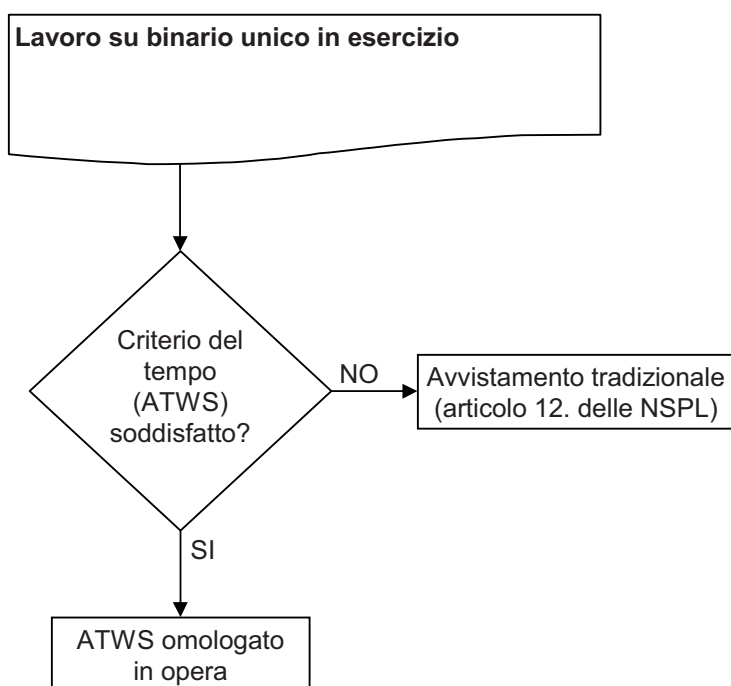 Lavoro su binario unico in esercizio
Criterio del
tempo
(ATWS)
soddisfatto?
NO
Avvistamento tradizionale
(articolo 12. delle NSPL)
SI
ATWS omologato
in opera